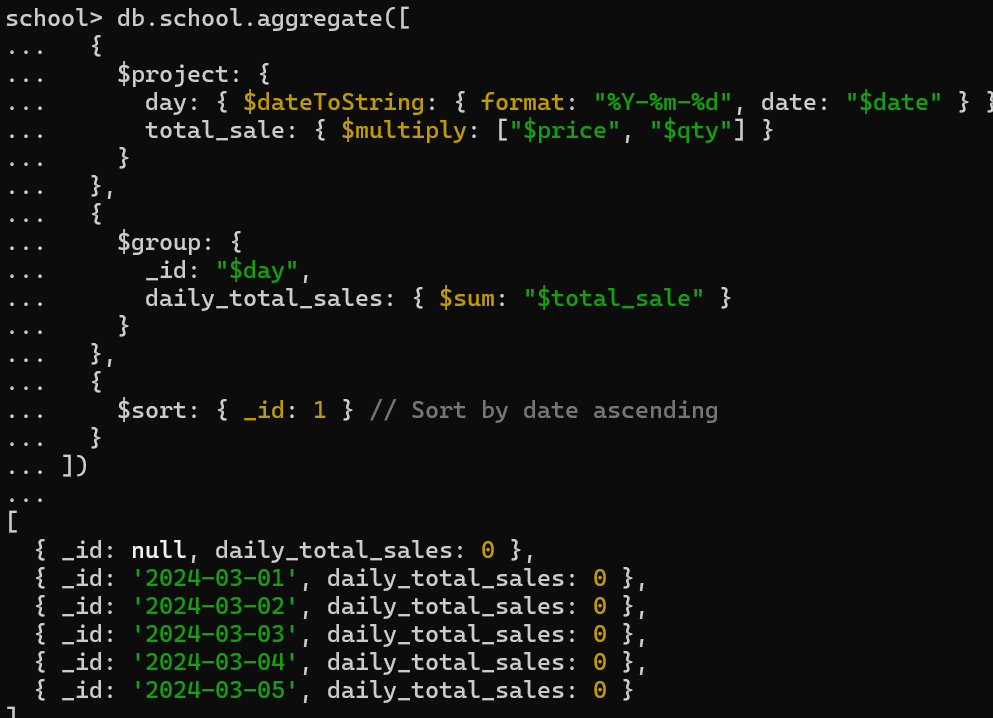 school> db.school.aggregate([
...   {
...     $project: {
...       day: { $dateToString: { format: "%Y-%m-%d", date: "$date" } }
...       total_sale: { $multiply: ["$price", "$qty"] }
...     }
...   },
...   {
...     $group: {
...       _id: "$day",
...       daily_total_sales: { $sum: "$total_sale" }
...     }
...   },
...   {
...     $sort: { _id: 1 } // Sort by date ascending
...   }
... ])
...
[
  { _id: null, daily_total_sales: 0 },
  { _id: '2024-03-01', daily_total_sales: 0 },
  { _id: '2024-03-02', daily_total_sales: 0 },
  { _id: '2024-03-03', daily_total_sales: 0 },
  { _id: '2024-03-04', daily_total_sales: 0 },
  { _id: '2024-03-05', daily_total_sales: 0 }
]